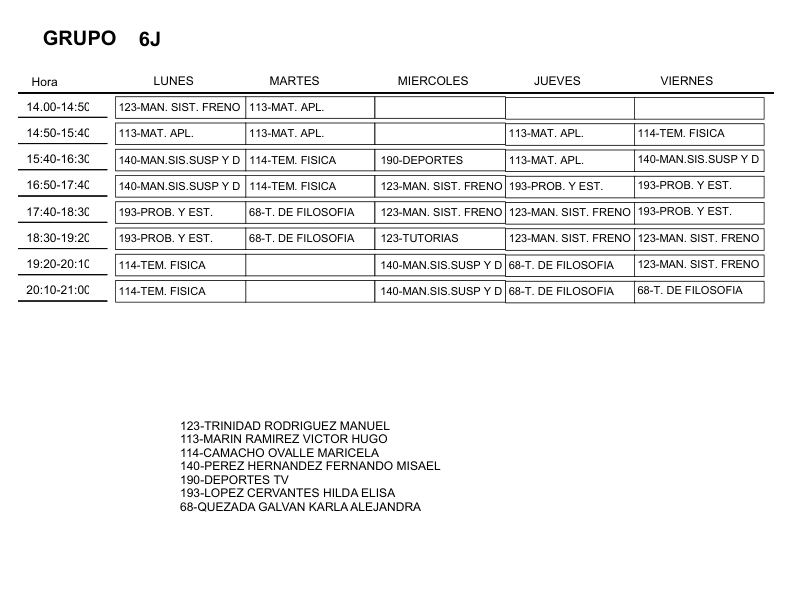 GRUPO 6J
Hora LUNES MARTES MIERCOLES JUEVES VIERNES
14.00-14:50 123-MAN. SIST. FRENO 113-MAT. APL.
14:50-15:40 113-MAT. APL. 113-MAT. APL. 113-MAT. APL. 114-TEM. FISICA
15:40-16:30 140-MAN.SIS.SUSP Y D 114-TEM. FISICA 190-DEPORTES 113-MAT. APL. 140-MAN.SIS.SUSP Y D
16:50-17:40 140-MAN.SIS.SUSP Y D 114-TEM. FISICA 123-MAN. SIST. FRENO 193-PROB. Y EST. 193-PROB. Y EST.
17:40-18:30 193-PROB. Y EST. 68-T. DE FILOSOFIA 123-MAN. SIST. FRENO 123-MAN. SIST. FRENO 193-PROB. Y EST.
18:30-19:20 193-PROB. Y EST. 68-T. DE FILOSOFIA 123-TUTORIAS 123-MAN. SIST. FRENO 123-MAN. SIST. FRENO
19:20-20:10 114-TEM. FISICA 140-MAN.SIS.SUSP Y D 68-T. DE FILOSOFIA 123-MAN. SIST. FRENO
20:10-21:00 114-TEM. FISICA 140-MAN.SIS.SUSP Y D 68-T. DE FILOSOFIA 68-T. DE FILOSOFIA
123-TRINIDAD RODRIGUEZ MANUEL
113-MARIN RAMIREZ VICTOR HUGO
114-CAMACHO OVALLE MARICELA
140-PEREZ HERNANDEZ FERNANDO MISAEL
190-DEPORTES TV
193-LOPEZ CERVANTES HILDA ELISA
68-QUEZADA GALVAN KARLA ALEJANDRA